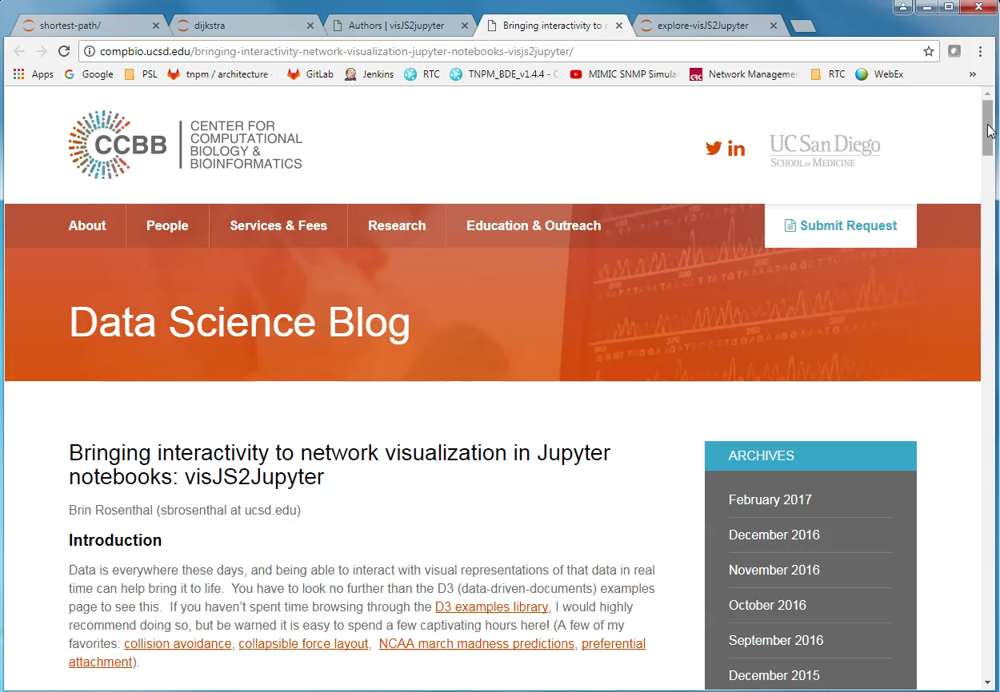 shortest-path/
dijkstra
Authors | visJS2jupyter
Bringing interactivity to
explore-visJS2Jupyter
compbio.ucsd.edu/bringing-interactivity-network-visualization-jupyter-notebooks-visjs2jupyter/
Apps
Google
PSL
tnpm / architecture
GitLab
Jenkins
RTC
TNPM_BDE_v1.4.4 -
MIMIC SNMP Simula
Network Managemen
RTC
WebEx
»
CCBB
CENTER FOR
COMPUTATIONAL
BIOLOGY &
BIOINFORMATICS
in
UC San Diego
SCHOOL OF MEDICINE
CRC
About
People
Services & Fees
Research
Education & Outreach
Submit Request
Data Science Blog
Bringing interactivity to network visualization in Jupyter
notebooks: visJS2Jupyter
Brin Rosenthal (sbrosenthal at ucsd.edu)
Introduction
Data is everywhere these days, and being able to interact with visual representations of that data in real
time can help bring it to life.  You have to look no further than the D3 (data-driven-documents) examples
page to see this.  If you haven’t spent time browsing through the D3 examples library, I would highly
recommend doing so, but be warned it is easy to spend a few captivating hours here! (A few of my
favorites: collision avoidance, collapsible force layout,  NCAA march madness predictions, preferential
attachment).
ARCHIVES
February 2017
December 2016
November 2016
October 2016
September 2016
December 2015